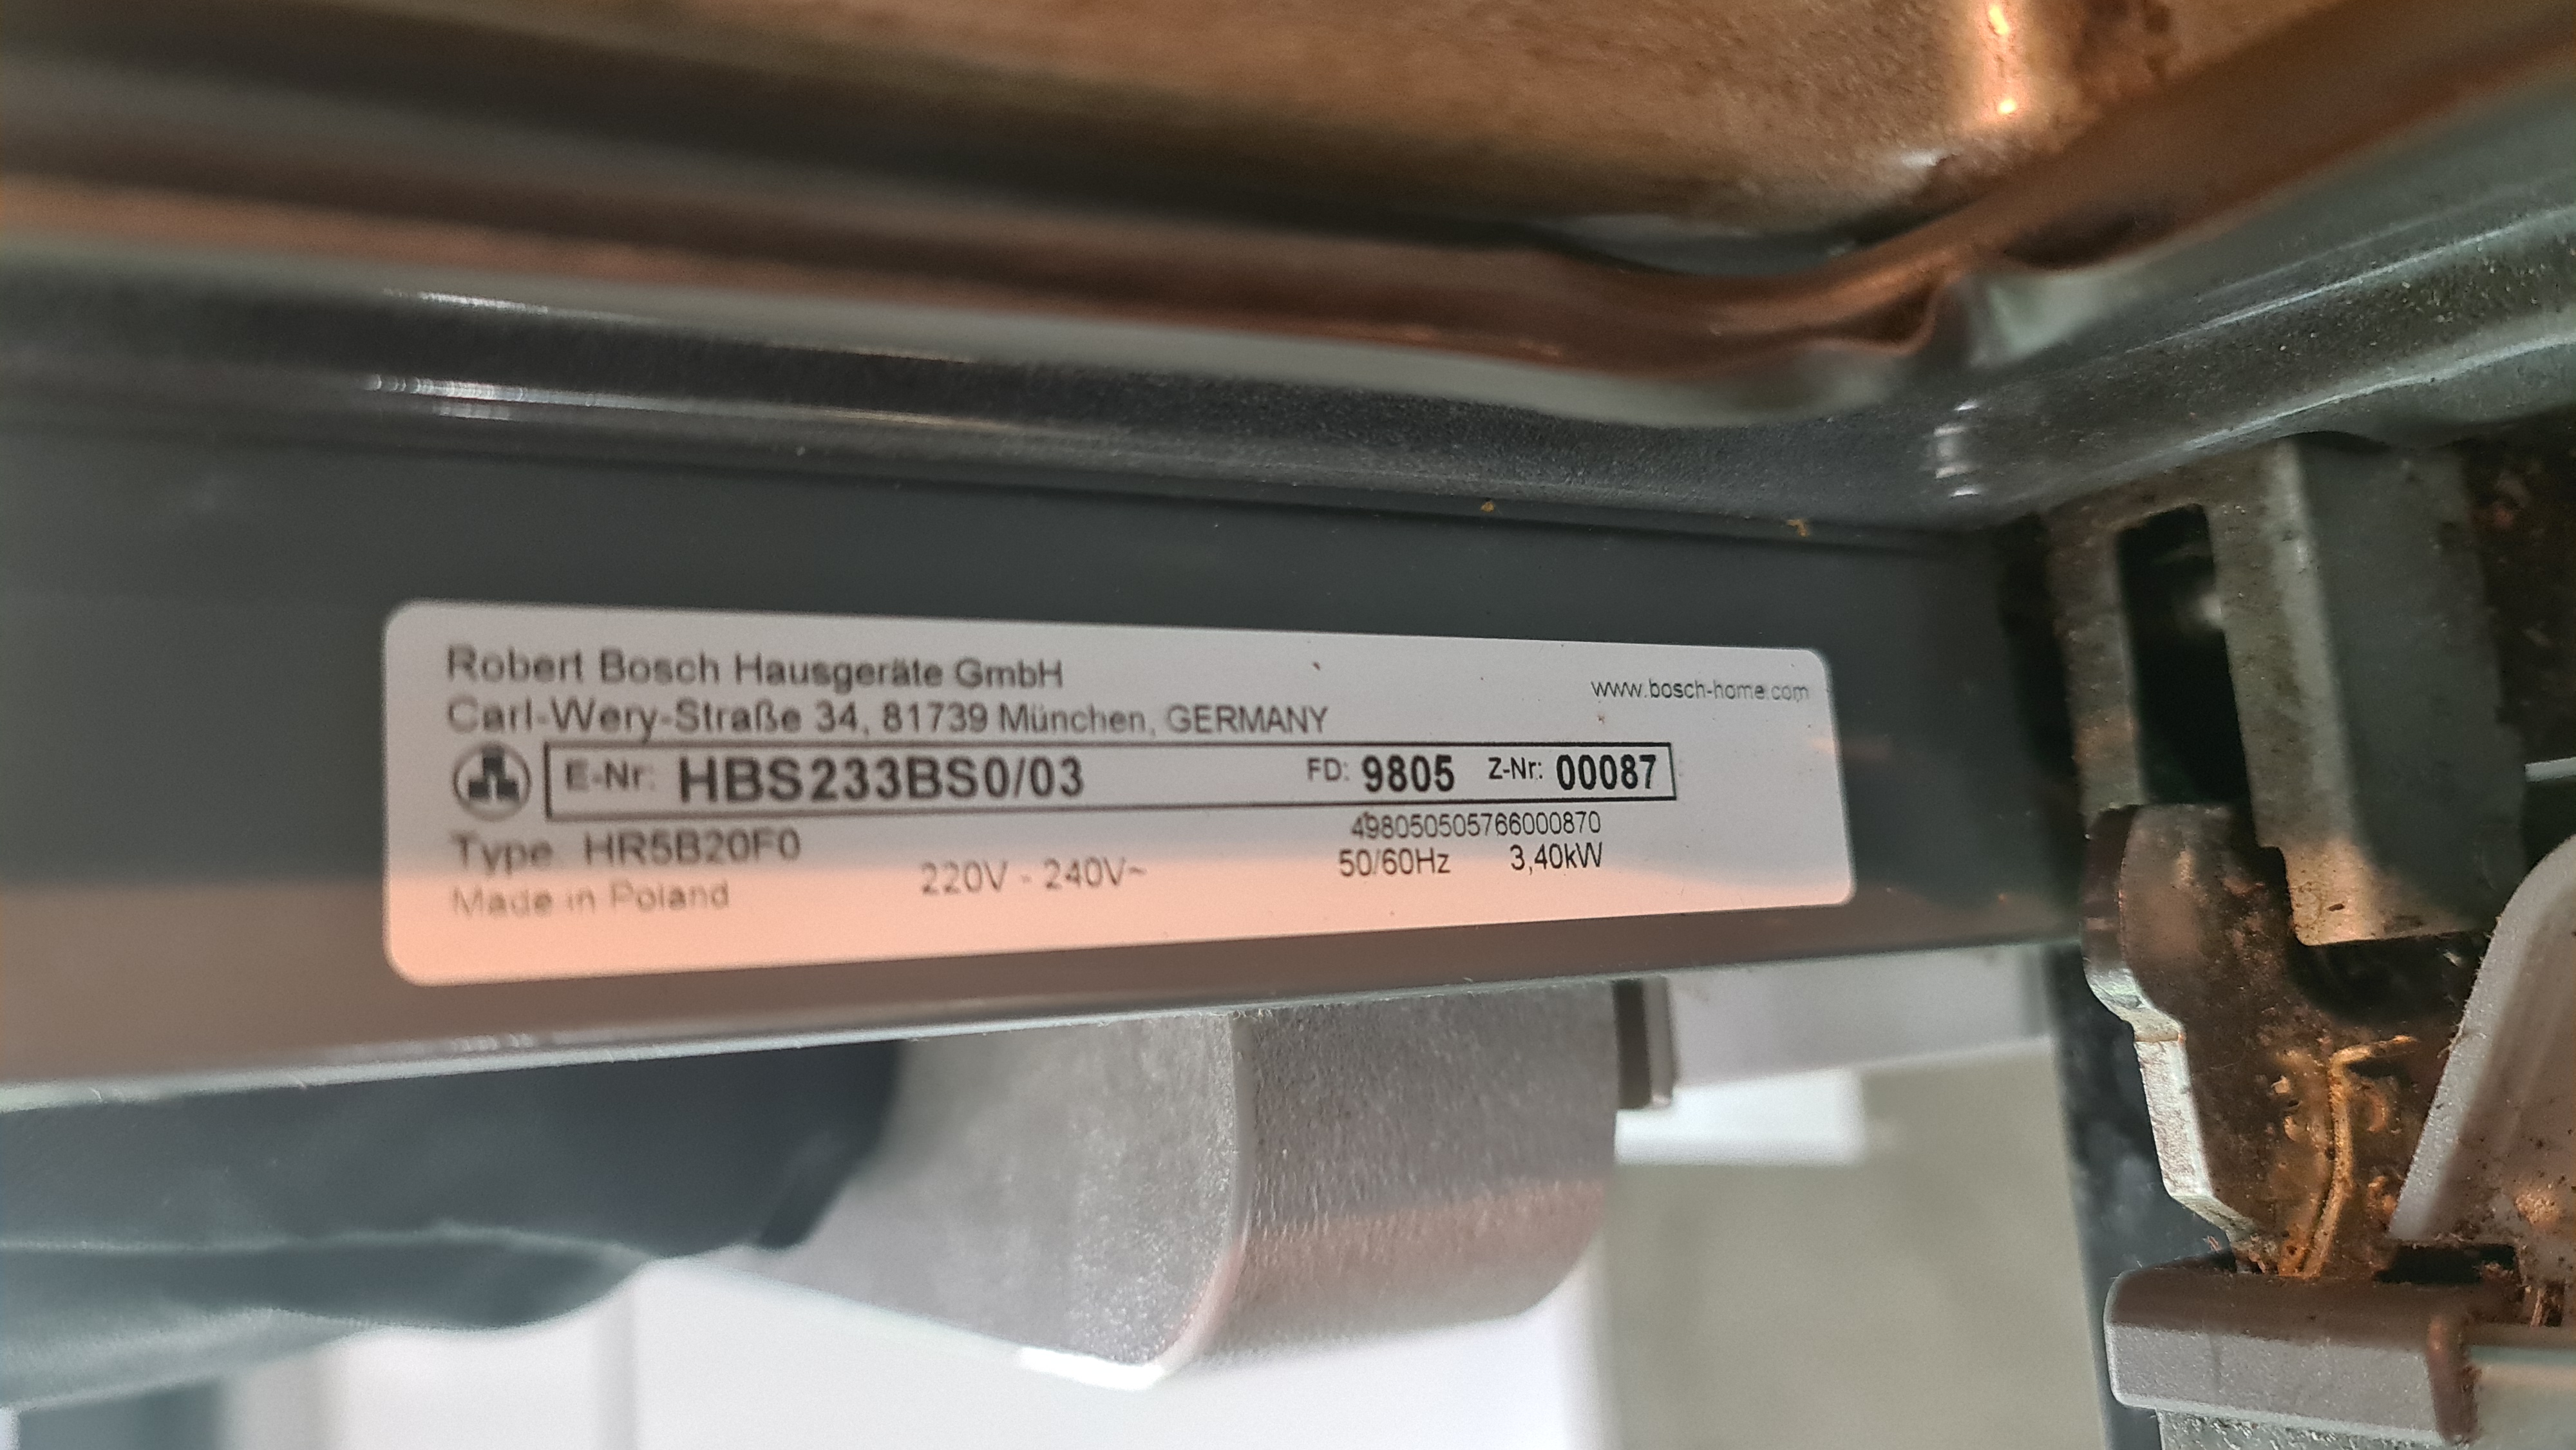 Robert Bosch Hausgeräte GmbH
www.bosch-home.com
Carl-Wery-Straße 34, 81739 München, GERMANY
E-Nr: HBS233BS0/03 FD: 9805 Z-Nr: 00087
498050505766000870
Type HR5B20F0
220V - 240V~ 50/60Hz 3,40kW
Made in Poland